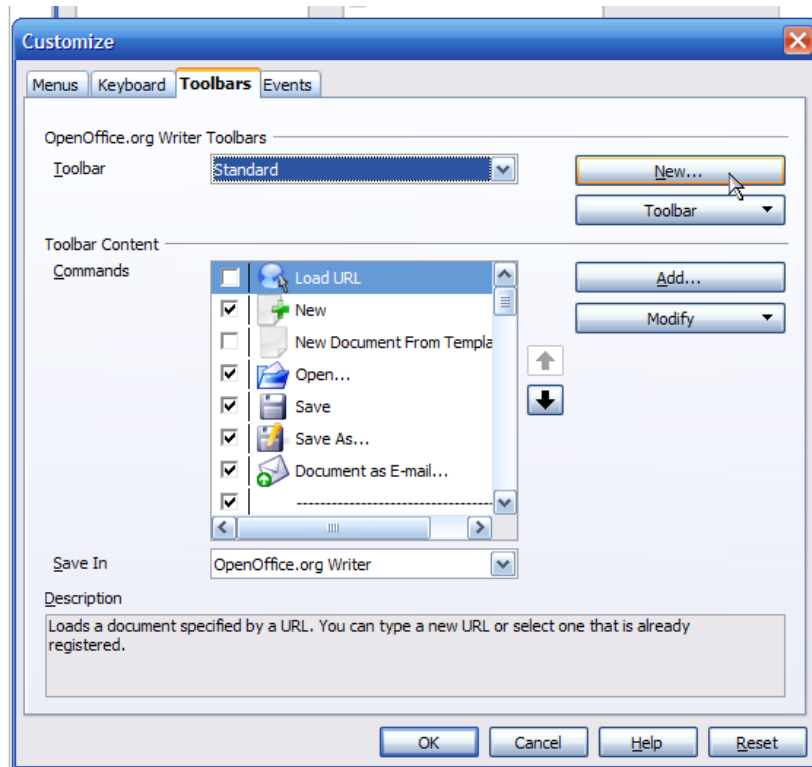 Customize
Menus Keyboard Toolbars Events
OpenOffice.org Writer Toolbars
Toolbar Standard New...
Toolbar
Toolbar Content
Commands Load URL Add...
New Modify
New Document From Templa
Open...
Save
Save As...
Document as E-mail...
--------------------------------
Save In OpenOffice.org Writer
Description
Loads a document specified by a URL. You can type a new URL or select one that is already
registered.
OK Cancel Help Reset